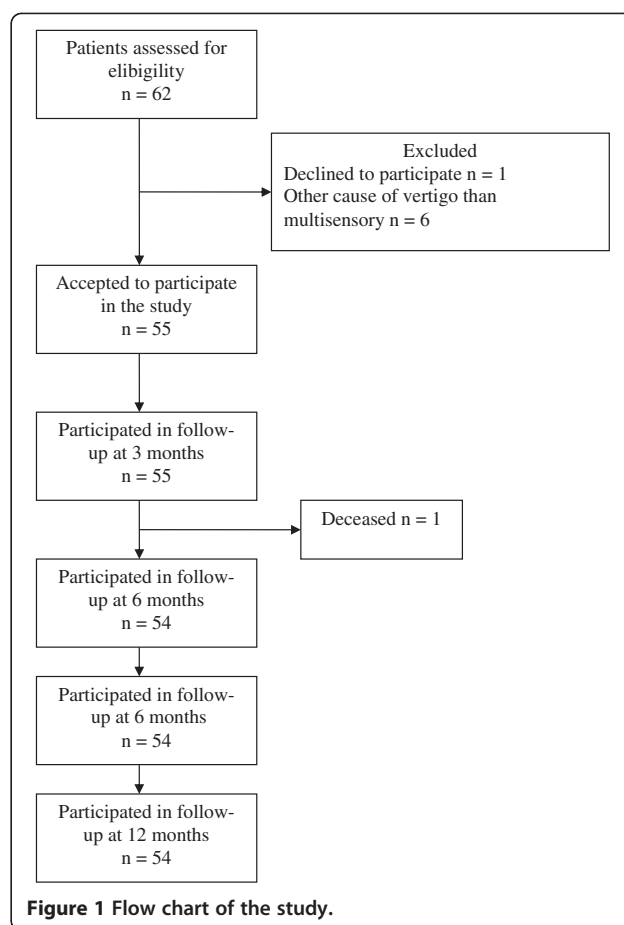 Patients assessed for
elibigility
n = 62
Excluded
Declined to participate n = 1
Other cause of vertigo than
multisensory n = 6
Accepted to participate
in the study
n = 55
Participated in follow-
up at 3 months
n = 55
Deceased n = 1
Participated in follow-
up at 6 months
n = 54
Participated in follow-
up at 6 months
n = 54
Participated in follow-
up at 12 months
n = 54
Figure 1 Flow chart of the study.